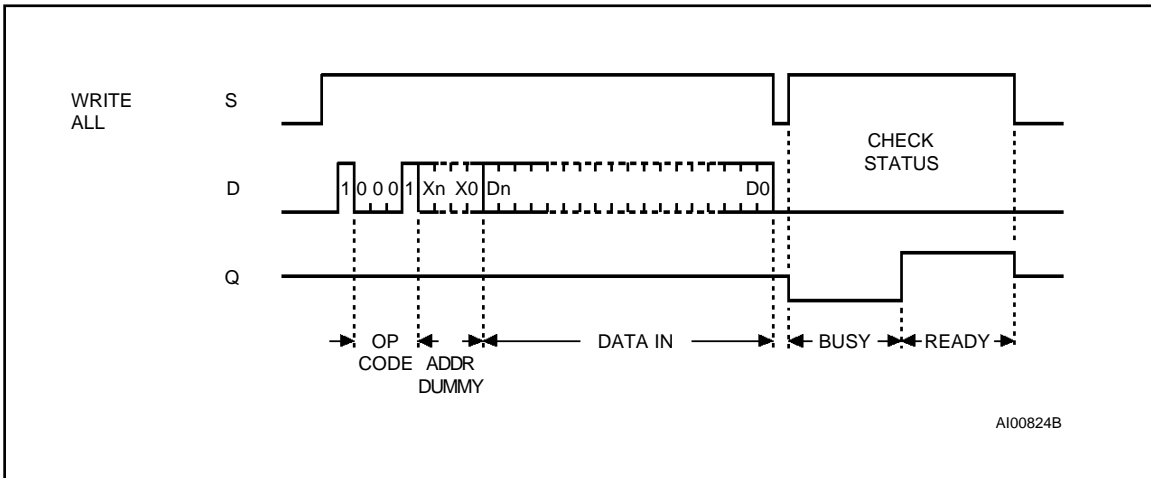 WRITE
ALL
S
CHECK
STATUS
D
1 0 0 0 1 Xn X0 Dn D0
Q
OP
CODE
ADDR
DUMMY
DATA IN
BUSY
READY
AI00824B